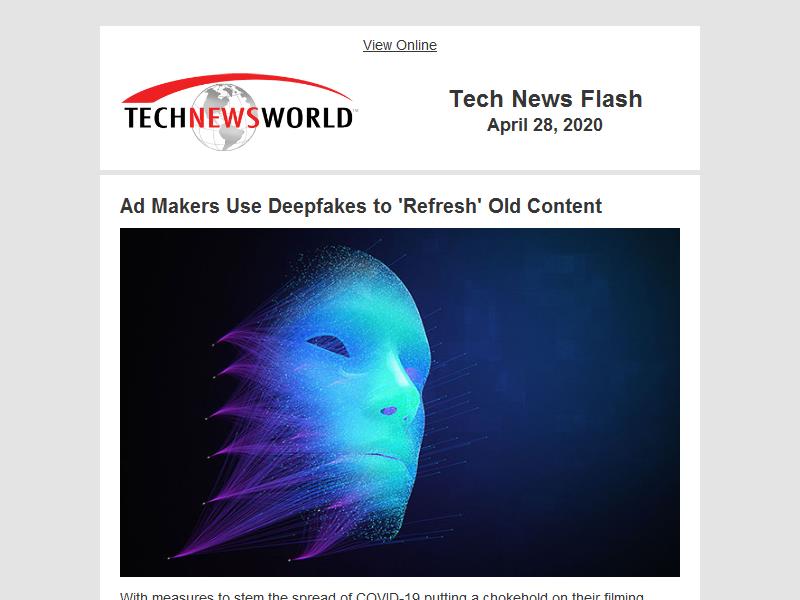 View Online
TECHNEWSWORLD
Tech News Flash
April 28, 2020
Ad Makers Use Deepfakes to 'Refresh' Old Content
With measures to stem the spread of COVID-19 putting a chokehold on their filming